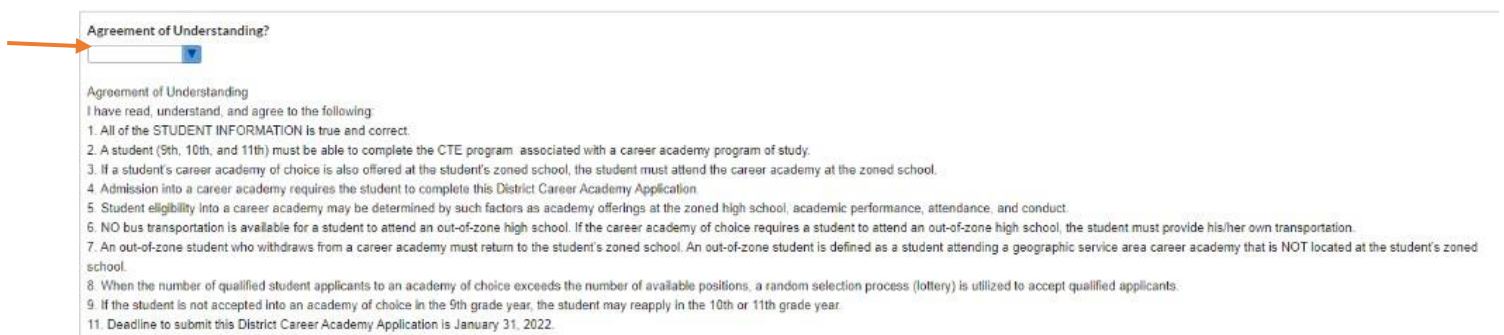 Agreement of Understanding?
Agreement of Understanding
I have read, understand, and agree to the following:
1. All of the STUDENT INFORMATION is true and correct.
2. A student (9th, 10th, and 11th) must be able to complete the CTE program associated with a career academy program of study.
3. If a student's career academy of choice is also offered at the student's zoned school, the student must attend the career academy at the zoned school.
4. Admission into a career academy requires the student to complete this District Career Academy Application.
5. Student eligibility into a career academy may be determined by such factors as academy offerings at the zoned high school, academic performance, attendance, and conduct.
6. NO bus transportation is available for a student to attend an out-of-zone high school. If the career academy of choice requires a student to attend an out-of-zone high school, the student must provide his/her own transportation.
7. An out-of-zone student who withdraws from a career academy must return to the student's zoned school. An out-of-zone student is defined as a student attending a geographic service area career academy that is NOT located at the student's zoned
school.
8. When the number of qualified student applicants to an academy of choice exceeds the number of available positions, a random selection process (lottery) is utilized to accept qualified applicants.
9. If the student is not accepted into an academy of choice in the 9th grade year, the student may reapply in the 10th or 11th grade year.
11. Deadline to submit this District Career Academy Application is January 31, 2022.